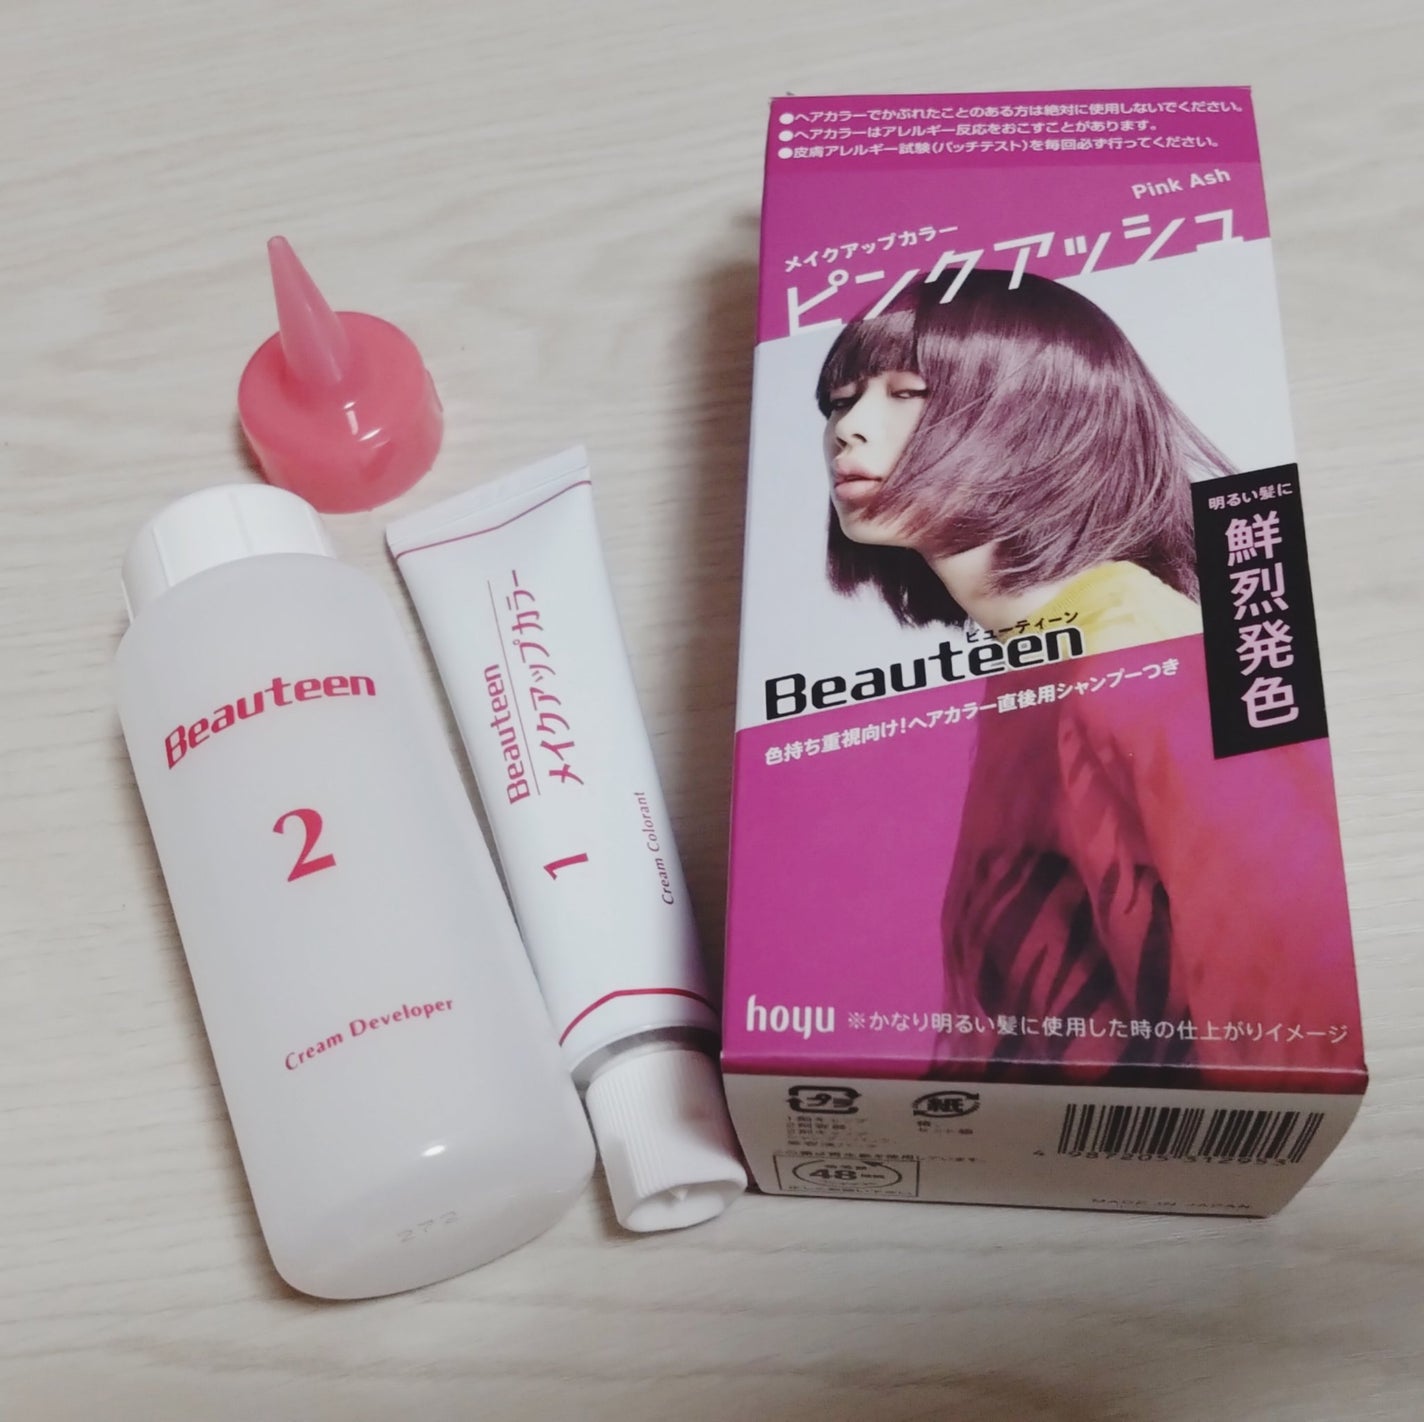 ●ヘアカラーでかぶれたことのある方は絶対に使用しないでください。
●ヘアカラーはアレルギー反応をおこすことがあります。
●皮膚アレルギー試験(パッチテスト)を毎回必ず行ってください。
Pink Ash
メイクアップカラー
ピンクアッシュ
明るい髪に
鮮烈発色
ビューティーン
Beauteen
色持ち重視向け!ヘアカラー直後用シャンプーつき
hoyu
※かなり明るい髪に使用した時の仕上がりイメージ
紙
48
MADE IN JAPAN
Beauteen
メイクアップカラー
1
Cream Colorant
Beauteen
2
Cream Developer
272